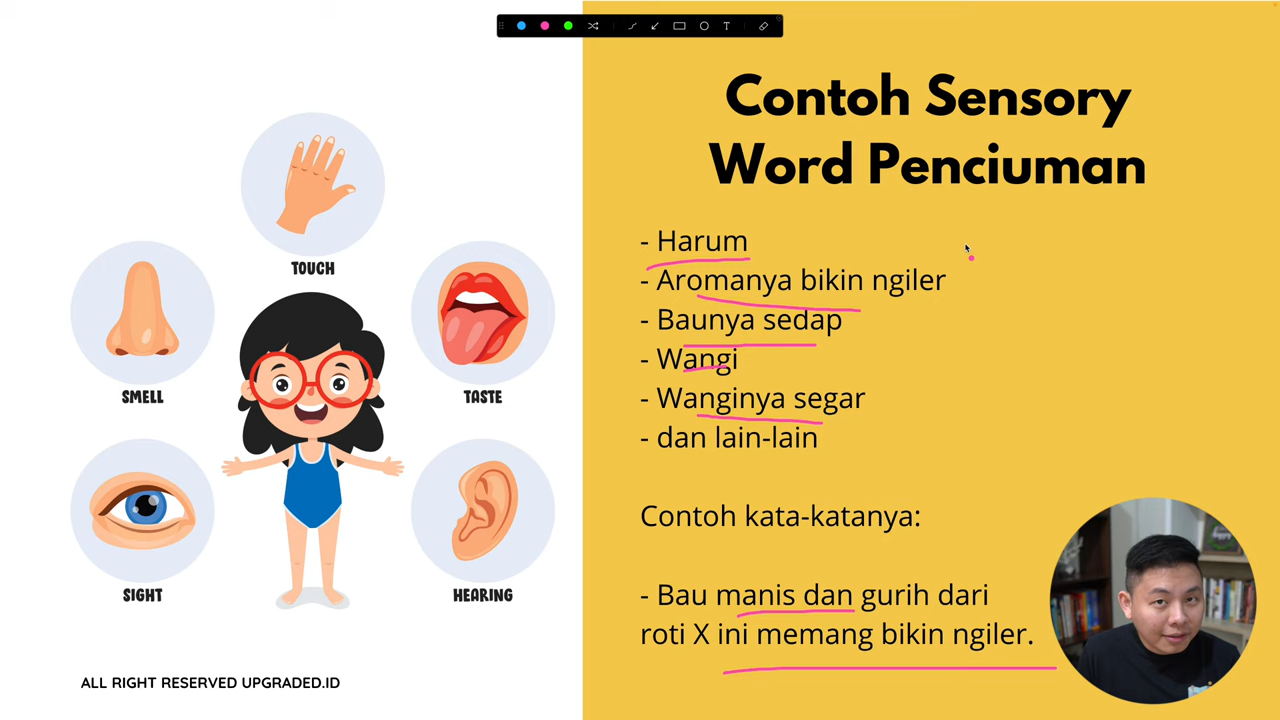 Contoh Sensory
Word Penciuman
- Harum
- Aromanya bikin ngiler
- Baunya sedap
- Wangi
- Wanginya segar
- dan lain-lain
Contoh kata-katanya:
- Bau manis dan gurih dari
roti X ini memang bikin ngiler.
TOUCH
SMELL
TASTE
SIGHT
HEARING
ALL RIGHT RESERVED UPGRADED.ID
T